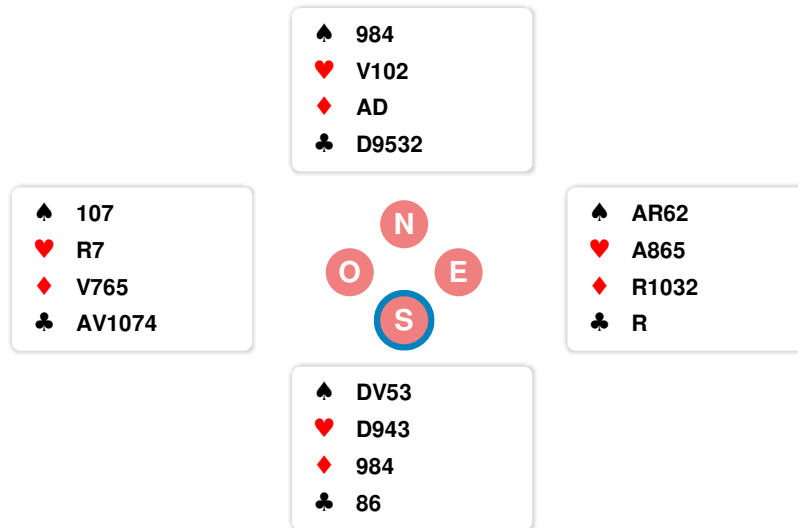 ♠ 984
♥ V102
♦ AD
♣ D9532
♠ 107
♥ R7
♦ V765
♣ AV1074
N
O E
S
♠ AR62
♥ A865
♦ R1032
♣ R
♠ DV53
♥ D943
♦ 984
♣ 86